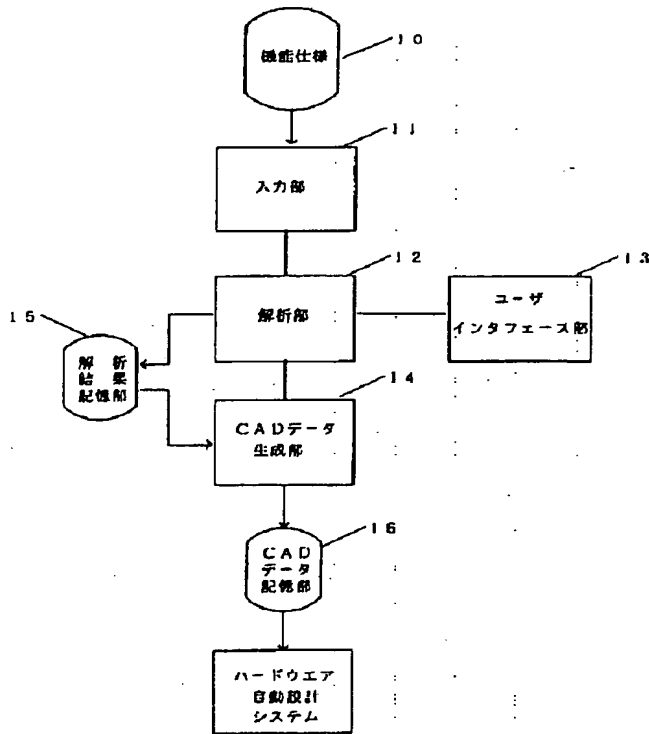 機能仕様
10
11
入力部
12
解析部
13
ユーザ
インタフェース部
15
解析
結果
記憶部
14
CADデータ
生成部
16
CAD
データ
記憶部
ハードウエア
自動設計
システム